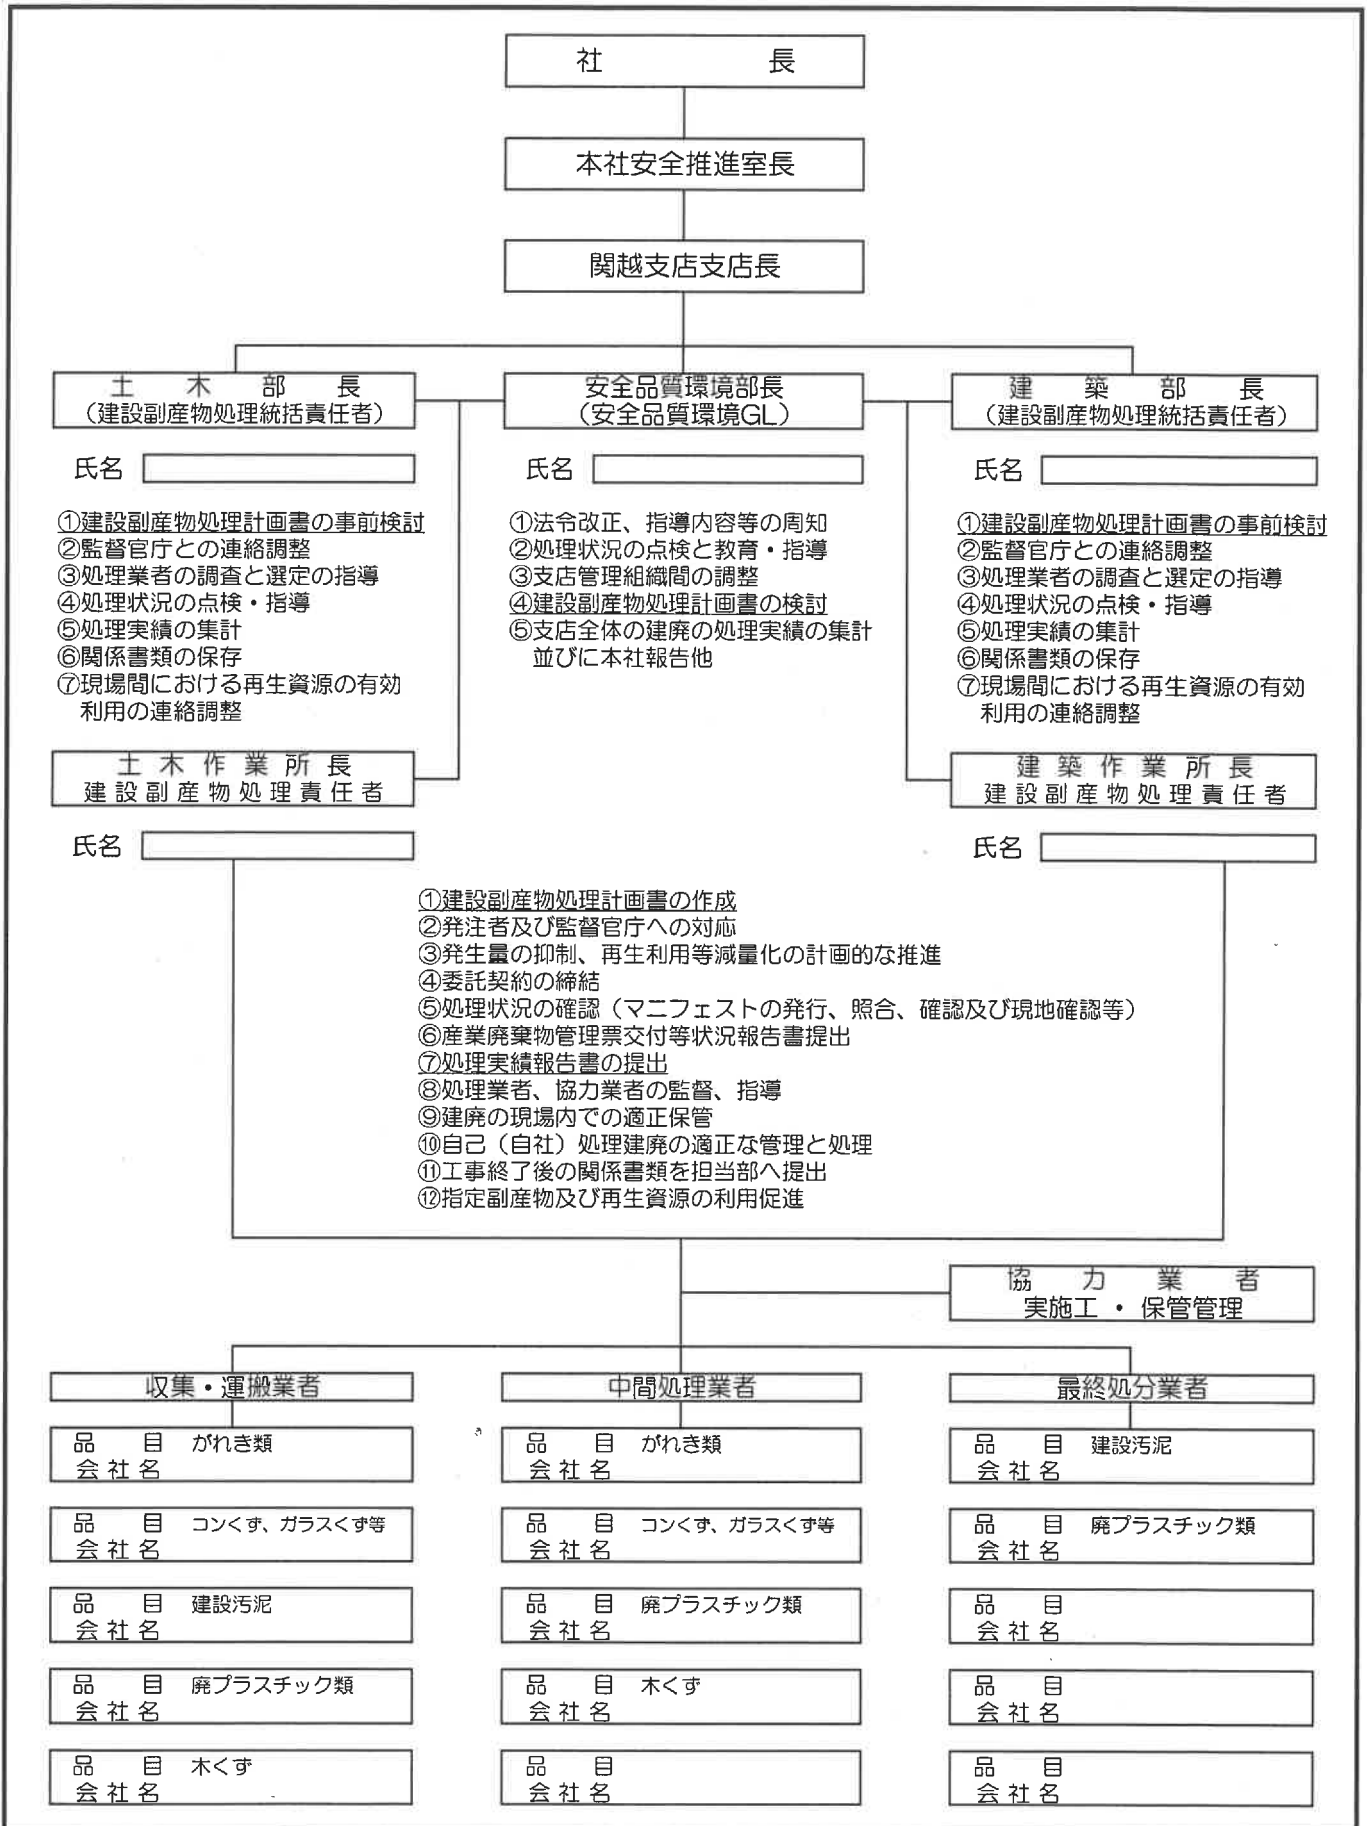 社長
本社安全推進室長
関越支店支店長
土木部長
（建設副産物処理統括責任者）
氏名
①建設副産物処理計画書の事前検討
②監督官庁との連絡調整
③処理業者の調査と選定の指導
④処理状況の点検・指導
⑤処理実績の集計
⑥関係書類の保存
⑦現場間における再生資源の有効
利用の連絡調整
安全品質環境部長
（安全品質環境GL）
氏名
①法令改正、指導内容等の周知
②処理状況の点検と教育・指導
③支店管理組織間の調整
④建設副産物処理計画書の検討
⑤支店全体の建廃の処理実績の集計
並びに本社報告他
建築部長
（建設副産物処理統括責任者）
氏名
①建設副産物処理計画書の事前検討
②監督官庁との連絡調整
③処理業者の調査と選定の指導
④処理状況の点検・指導
⑤処理実績の集計
⑥関係書類の保存
⑦現場間における再生資源の有効
利用の連絡調整
土木作業所長
建設副産物処理責任者
氏名
建築作業所長
建設副産物処理責任者
氏名
①建設副産物処理計画書の作成
②発注者及び監督官庁への対応
③発生量の抑制、再生利用等減量化の計画的な推進
④委託契約の締結
⑤処理状況の確認（マニフェストの発行、照合、確認及び現地確認等）
⑥産業廃棄物管理票交付等状況報告書提出
⑦処理実績報告書の提出
⑧処理業者、協力業者の監督、指導
⑨建廃の現場内での適正保管
⑩自己（自社）処理建廃の適正な管理と処理
⑪工事終了後の関係書類を担当部へ提出
⑫指定副産物及び再生資源の利用促進
協力業者
実施工・保管管理
収集・運搬業者
品目 がれき類
会社名
品目 コンくず、ガラスくず等
会社名
品目 建設汚泥
会社名
品目 廃プラスチック類
会社名
品目 木くず
会社名
中間処理業者
品目 がれき類
会社名
品目 コンくず、ガラスくず等
会社名
品目 廃プラスチック類
会社名
品目 木くず
会社名
品目
会社名
最終処分業者
品目 建設汚泥
会社名
品目 廃プラスチック類
会社名
品目
会社名
品目
会社名
品目
会社名